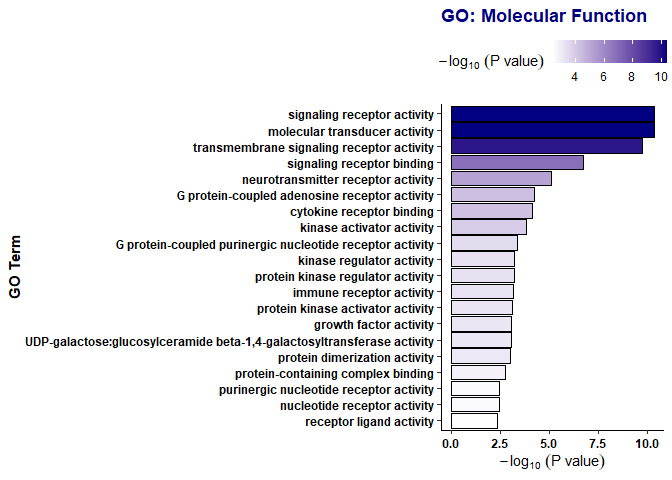 GO: Molecular Function
−log10 (P value)
4 6 8 10
GO Term
signaling receptor activity
molecular transducer activity
transmembrane signaling receptor activity
signaling receptor binding
neurotransmitter receptor activity
G protein-coupled adenosine receptor activity
cytokine receptor binding
kinase activator activity
G protein-coupled purinergic nucleotide receptor activity
kinase regulator activity
protein kinase regulator activity
immune receptor activity
protein kinase activator activity
growth factor activity
UDP-galactose:glucosylceramide beta-1,4-galactosyltransferase activity
protein dimerization activity
protein-containing complex binding
purinergic nucleotide receptor activity
nucleotide receptor activity
receptor ligand activity
0.0 2.5 5.0 7.5 10.0
−log10 (P value)